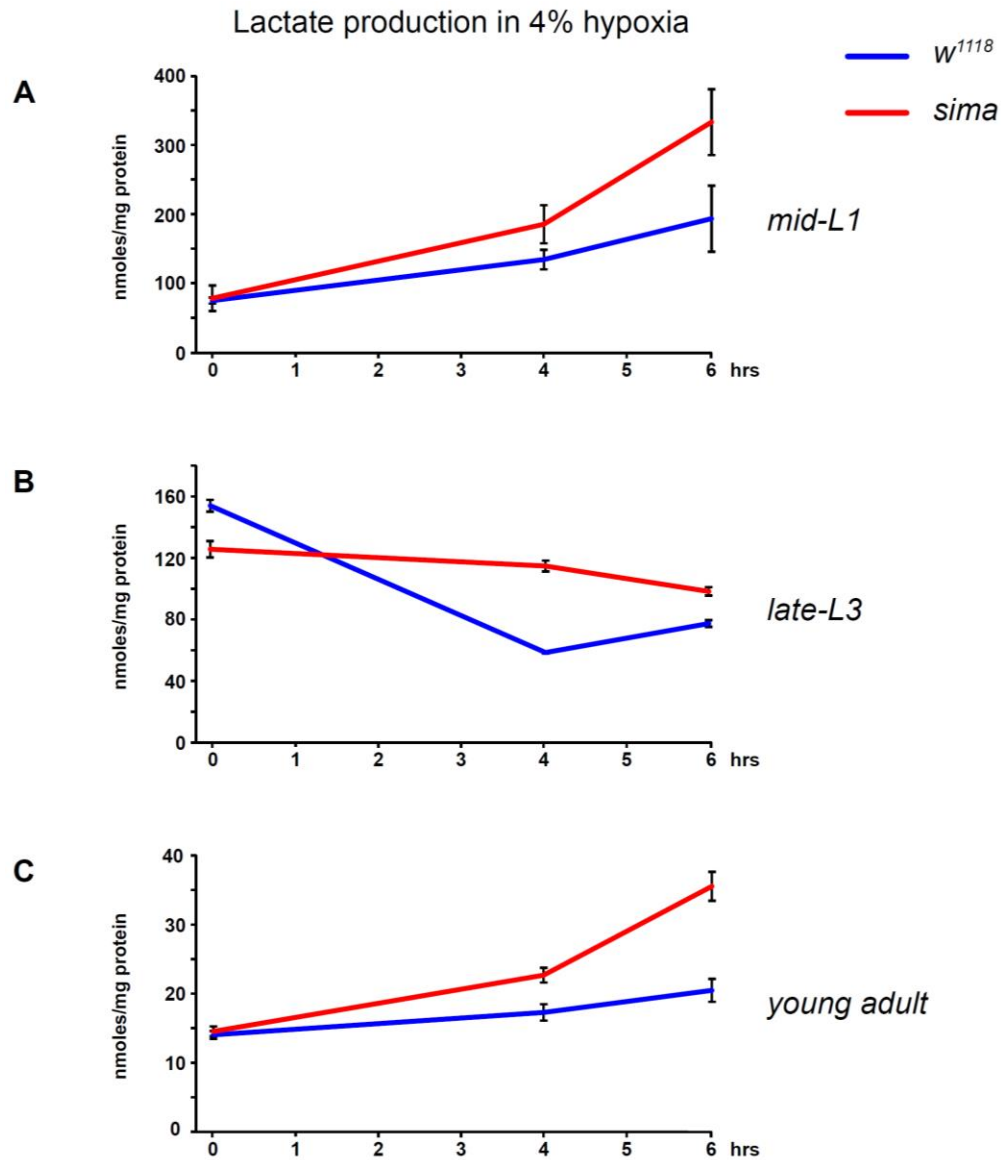 Lactate production in 4% hypoxia
w¹¹¹⁸
sima
A
nmoles/mg protein
400
300
200
100
0
0 1 2 3 4 5 6 hrs
mid-L1
B
nmoles/mg protein
160
120
80
40
0
0 1 2 3 4 5 6 hrs
late-L3
C
nmoles/mg protein
40
30
20
10
0
0 1 2 3 4 5 6 hrs
young adult